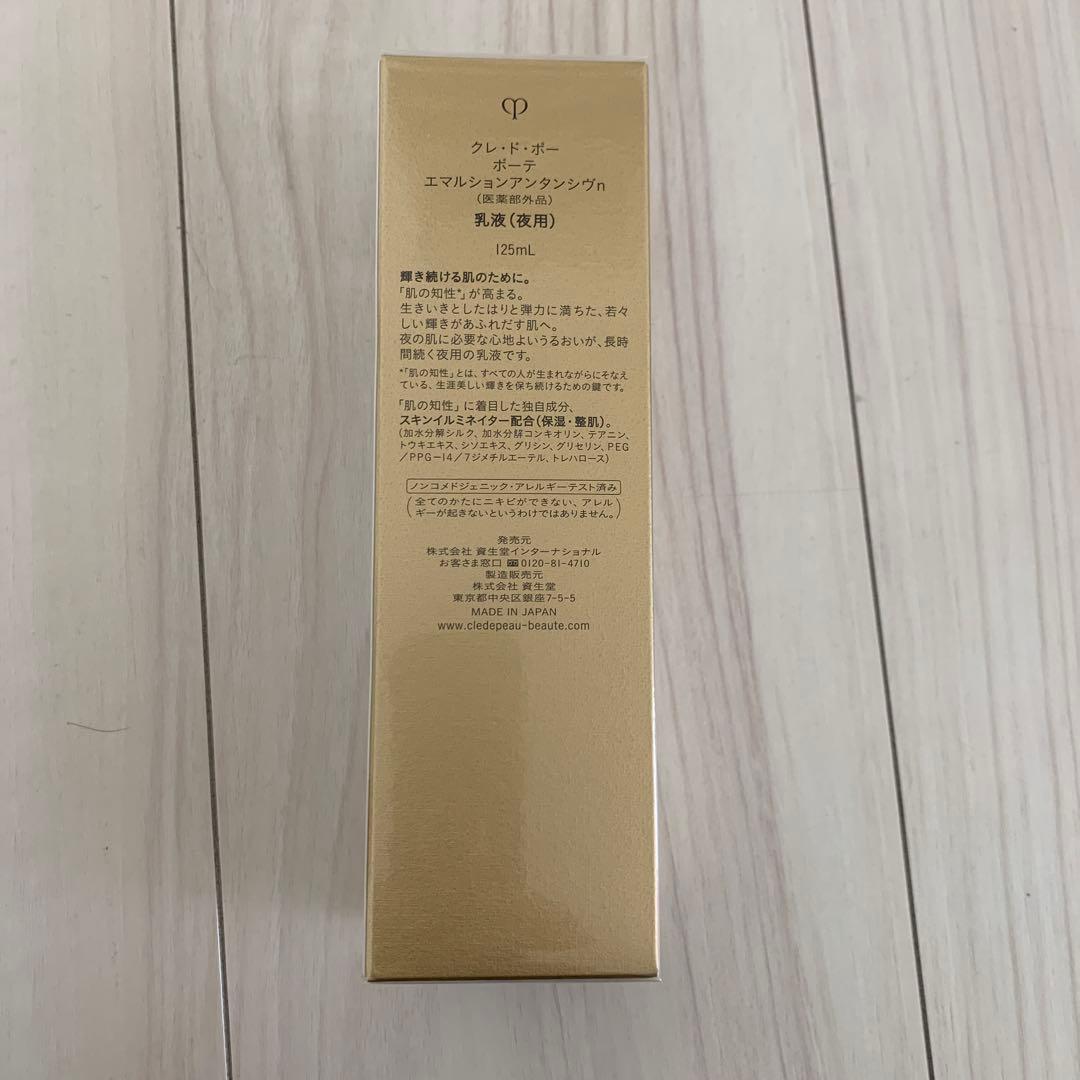 クレ・ド・ポー
ボーテ
エマルションアンタンシヴn
(医薬部外品)
乳液(夜用)
125mL
輝き続ける肌のために。
「肌の知性*」が高まる。
生きいきとしたはりと弾力に満ちた、若々
しい輝きがあふれだす肌へ。
夜の肌に必要な心地よいうるおいが、長時
間続く夜用の乳液です。
*「肌の知性」とは、すべての人が生まれながらにそなえ
ている、生涯美しい輝きを保ち続けるための鍵です。
「肌の知性」に着目した独自成分、
スキンイルミネイター配合(保湿・整肌)。
(加水分解シルク、加水分解コンキオリン、テアニン、
トウキエキス、シソエキス、グリシン、グリセリン、PEG
/PPG-14/7ジメチルエーテル、トレハロース)
ノンコメドジェニック・アレルギーテスト済み
(全てのかたにニキビができない、アレル
ギーが起きないというわけではありません。)
発売元
株式会社 資生堂インターナショナル
お客さま窓口 0120-81-4710
製造販売元
株式会社 資生堂
東京都中央区銀座7-5-5
MADE IN JAPAN
www.cledepeau-beaute.com